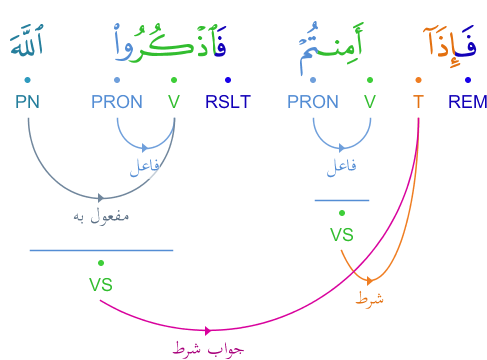 فَإِذَآ أَمِنتُمْ فَٱذْكُرُوا۟ ٱللَّهَ
REM T V PRON RSLT V PRON PN
فاعل فاعل
مفعول به
VS
VS
شرط
جواب شرط